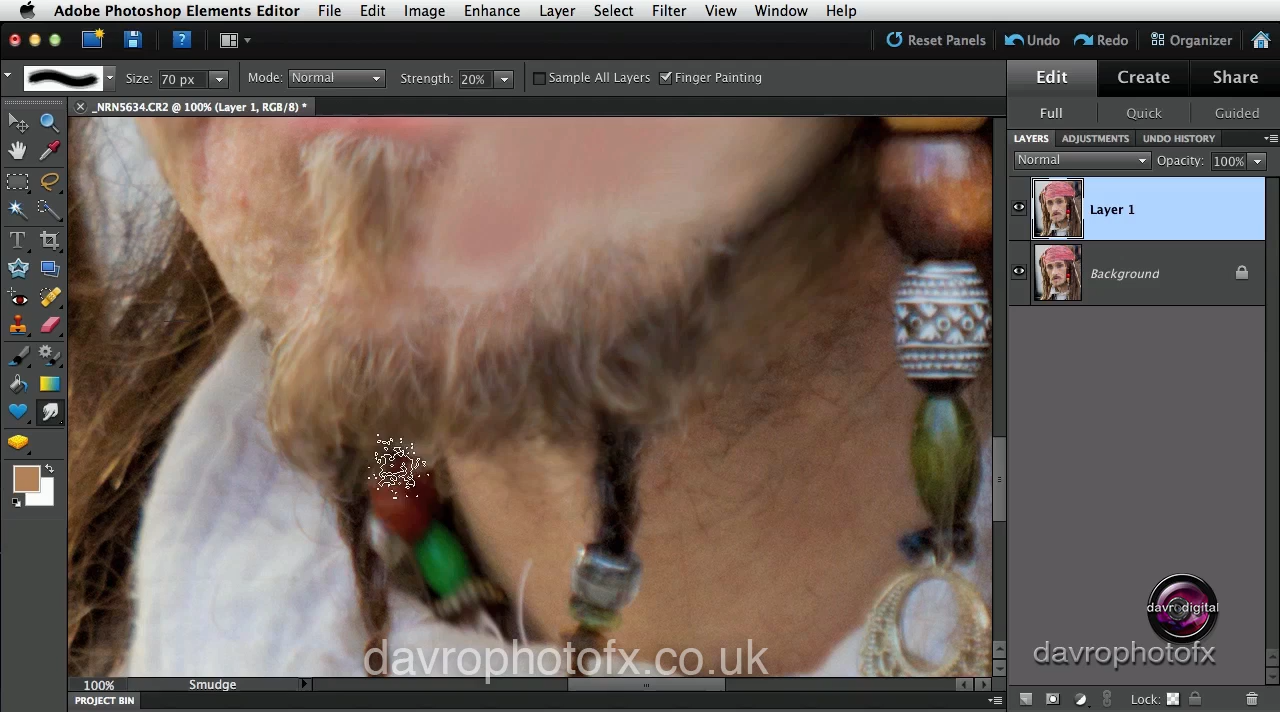 Adobe Photoshop Elements Editor File Edit Image Enhance Layer Select Filter View Window Help
? Reset Panels Undo Redo Organizer
Size: 70 px Mode: Normal Strength: 20% Sample All Layers Finger Painting
Edit Create Share
_NRN5634.CR2 @ 100% (Layer 1, RGB/8) *
Full Quick Guided
LAYERS ADJUSTMENTS UNDO HISTORY
Normal Opacity: 100%
Layer 1
Background
T
davro digital
davrophotofx
davrophotofx.co.uk
100% Smudge
PROJECT BIN
Lock: